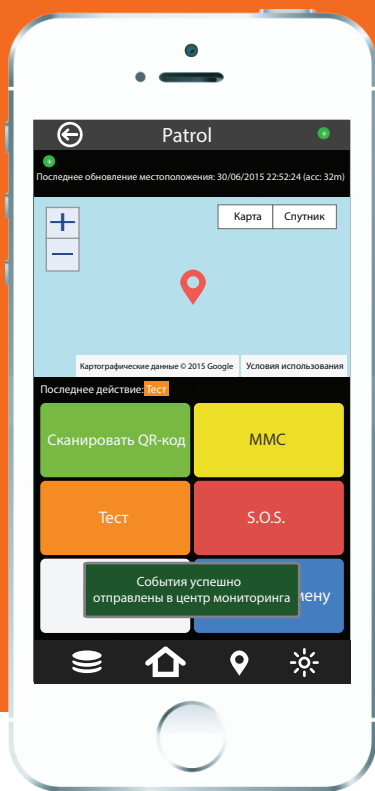 Patrol
Последнее обновление местоположения: 30/06/2015 22:52:24 (acc: 32m)
Карта Спутник
Картографические данные © 2015 Google Условия использования
Последнее действие: Тест
Сканировать QR-код ММС
Тест S.O.S.
События успешно
отправлены в центр мониторинга